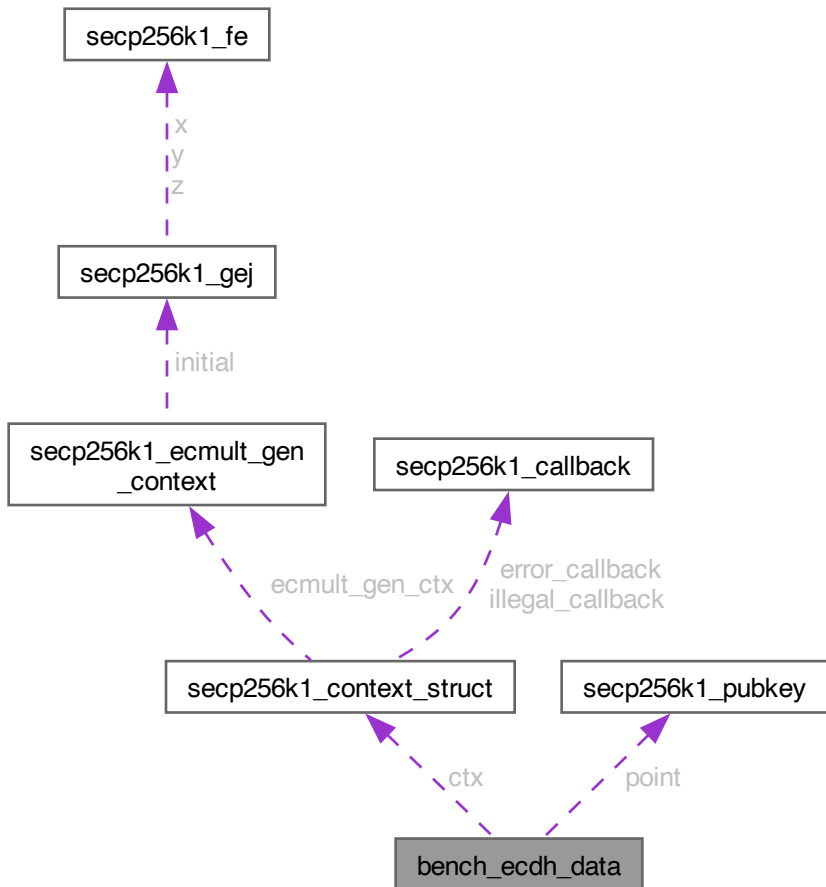 secp256k1_fe
x
y
z
secp256k1_gej
initial
secp256k1_ecmult_gen
_context
secp256k1_callback
ecmult_gen_ctx
error_callback
illegal_callback
secp256k1_context_struct
secp256k1_pubkey
ctx
point
bench_ecdh_data